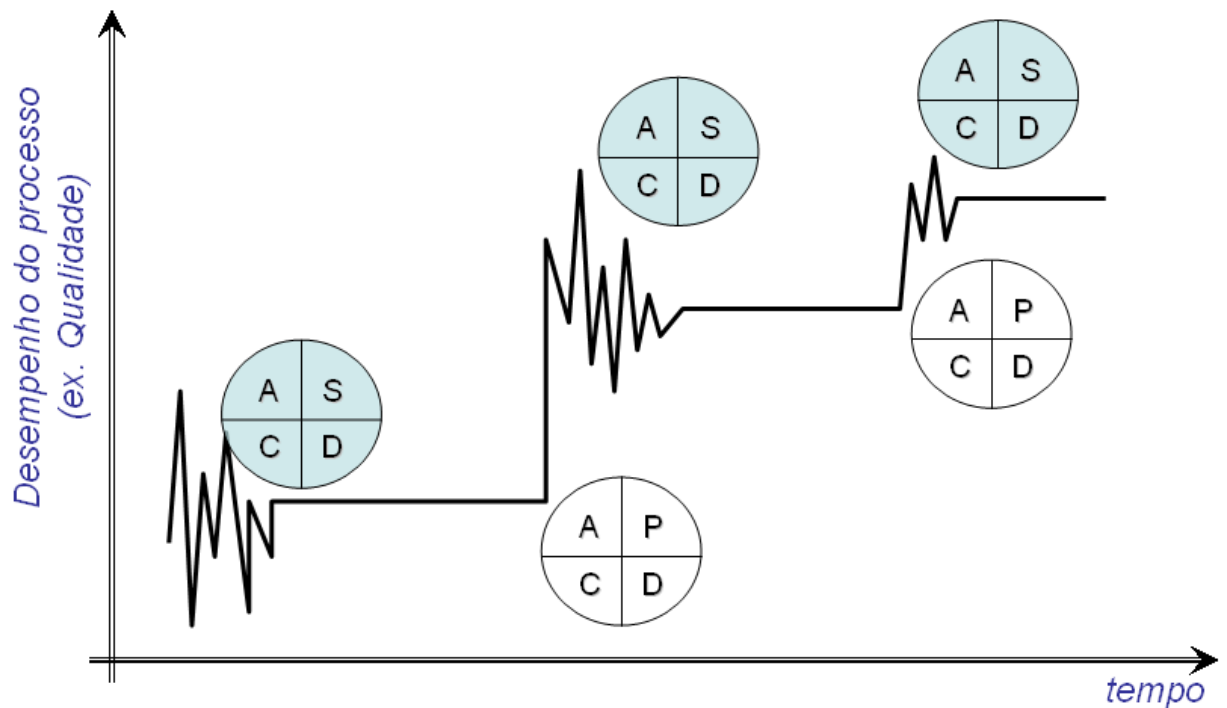 Desempenho do processo
(ex. Qualidade)
A S
C D
A S
C D
A S
C D
A P
C D
A P
C D
tempo